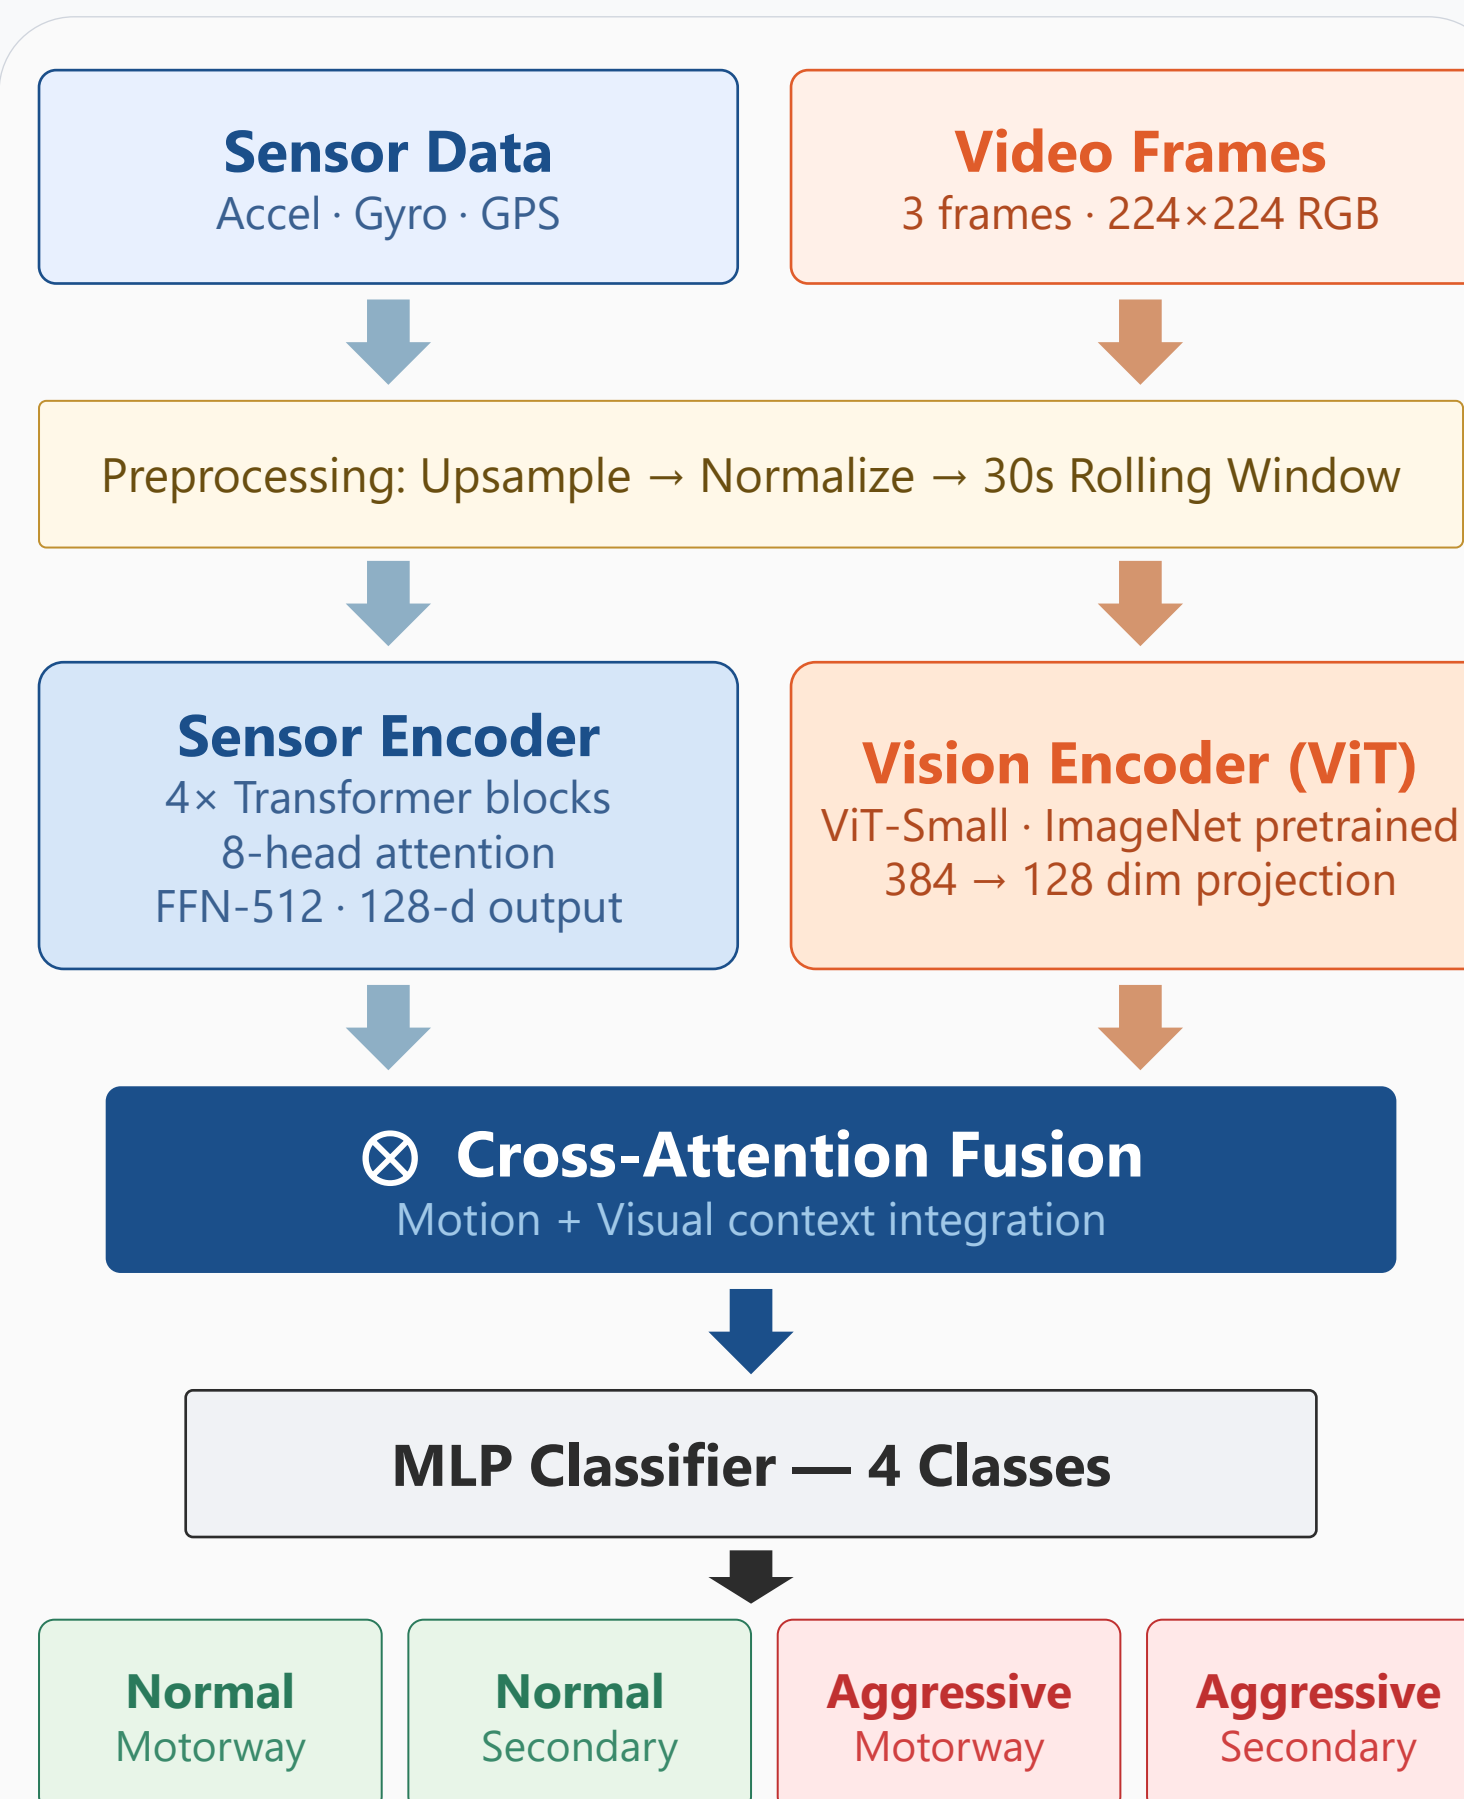 Sensor Data
Accel · Gyro · GPS
Video Frames
3 frames · 224×224 RGB
Preprocessing: Upsample → Normalize → 30s Rolling Window
Sensor Encoder
4× Transformer blocks
8-head attention
FFN-512 · 128-d output
Vision Encoder (ViT)
ViT-Small · ImageNet pretrained
384 → 128 dim projection
⊗ Cross-Attention Fusion
Motion + Visual context integration
MLP Classifier — 4 Classes
Normal
Motorway
Normal
Secondary
Aggressive
Motorway
Aggressive
Secondary